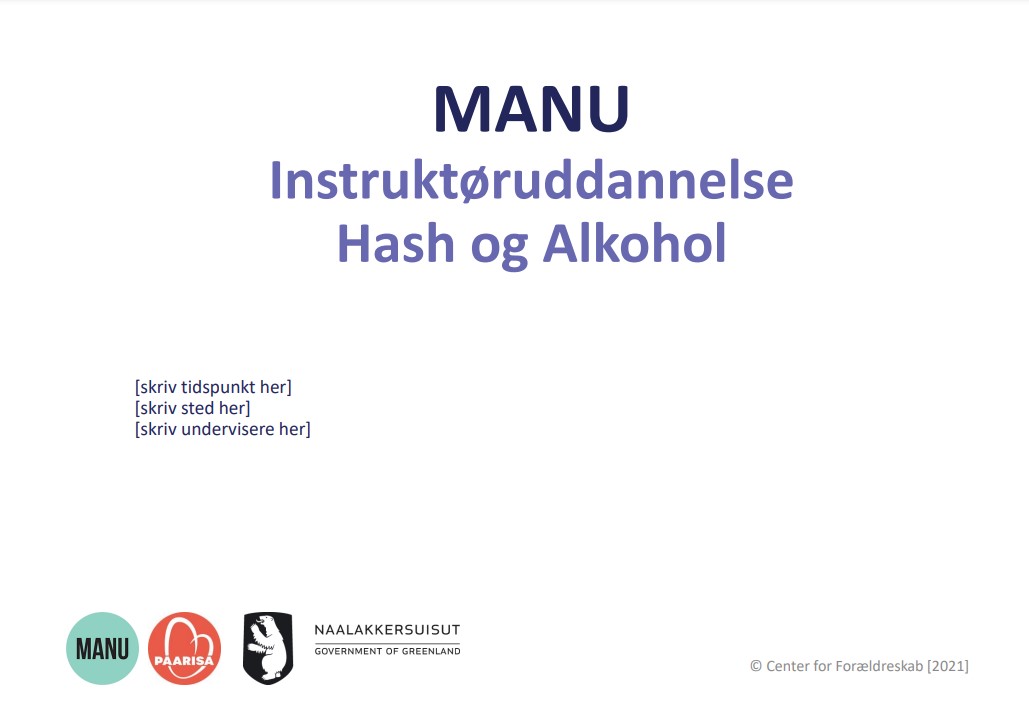 MANU
Instruktøruddannelse
Hash og Alkohol
[skriv tidspunkt her]
[skriv sted her]
[skriv undervisere her]
MANU
PAARISA
NAALAKKERSUISUT
GOVERNMENT OF GREENLAND
© Center for Forældreskab [2021]